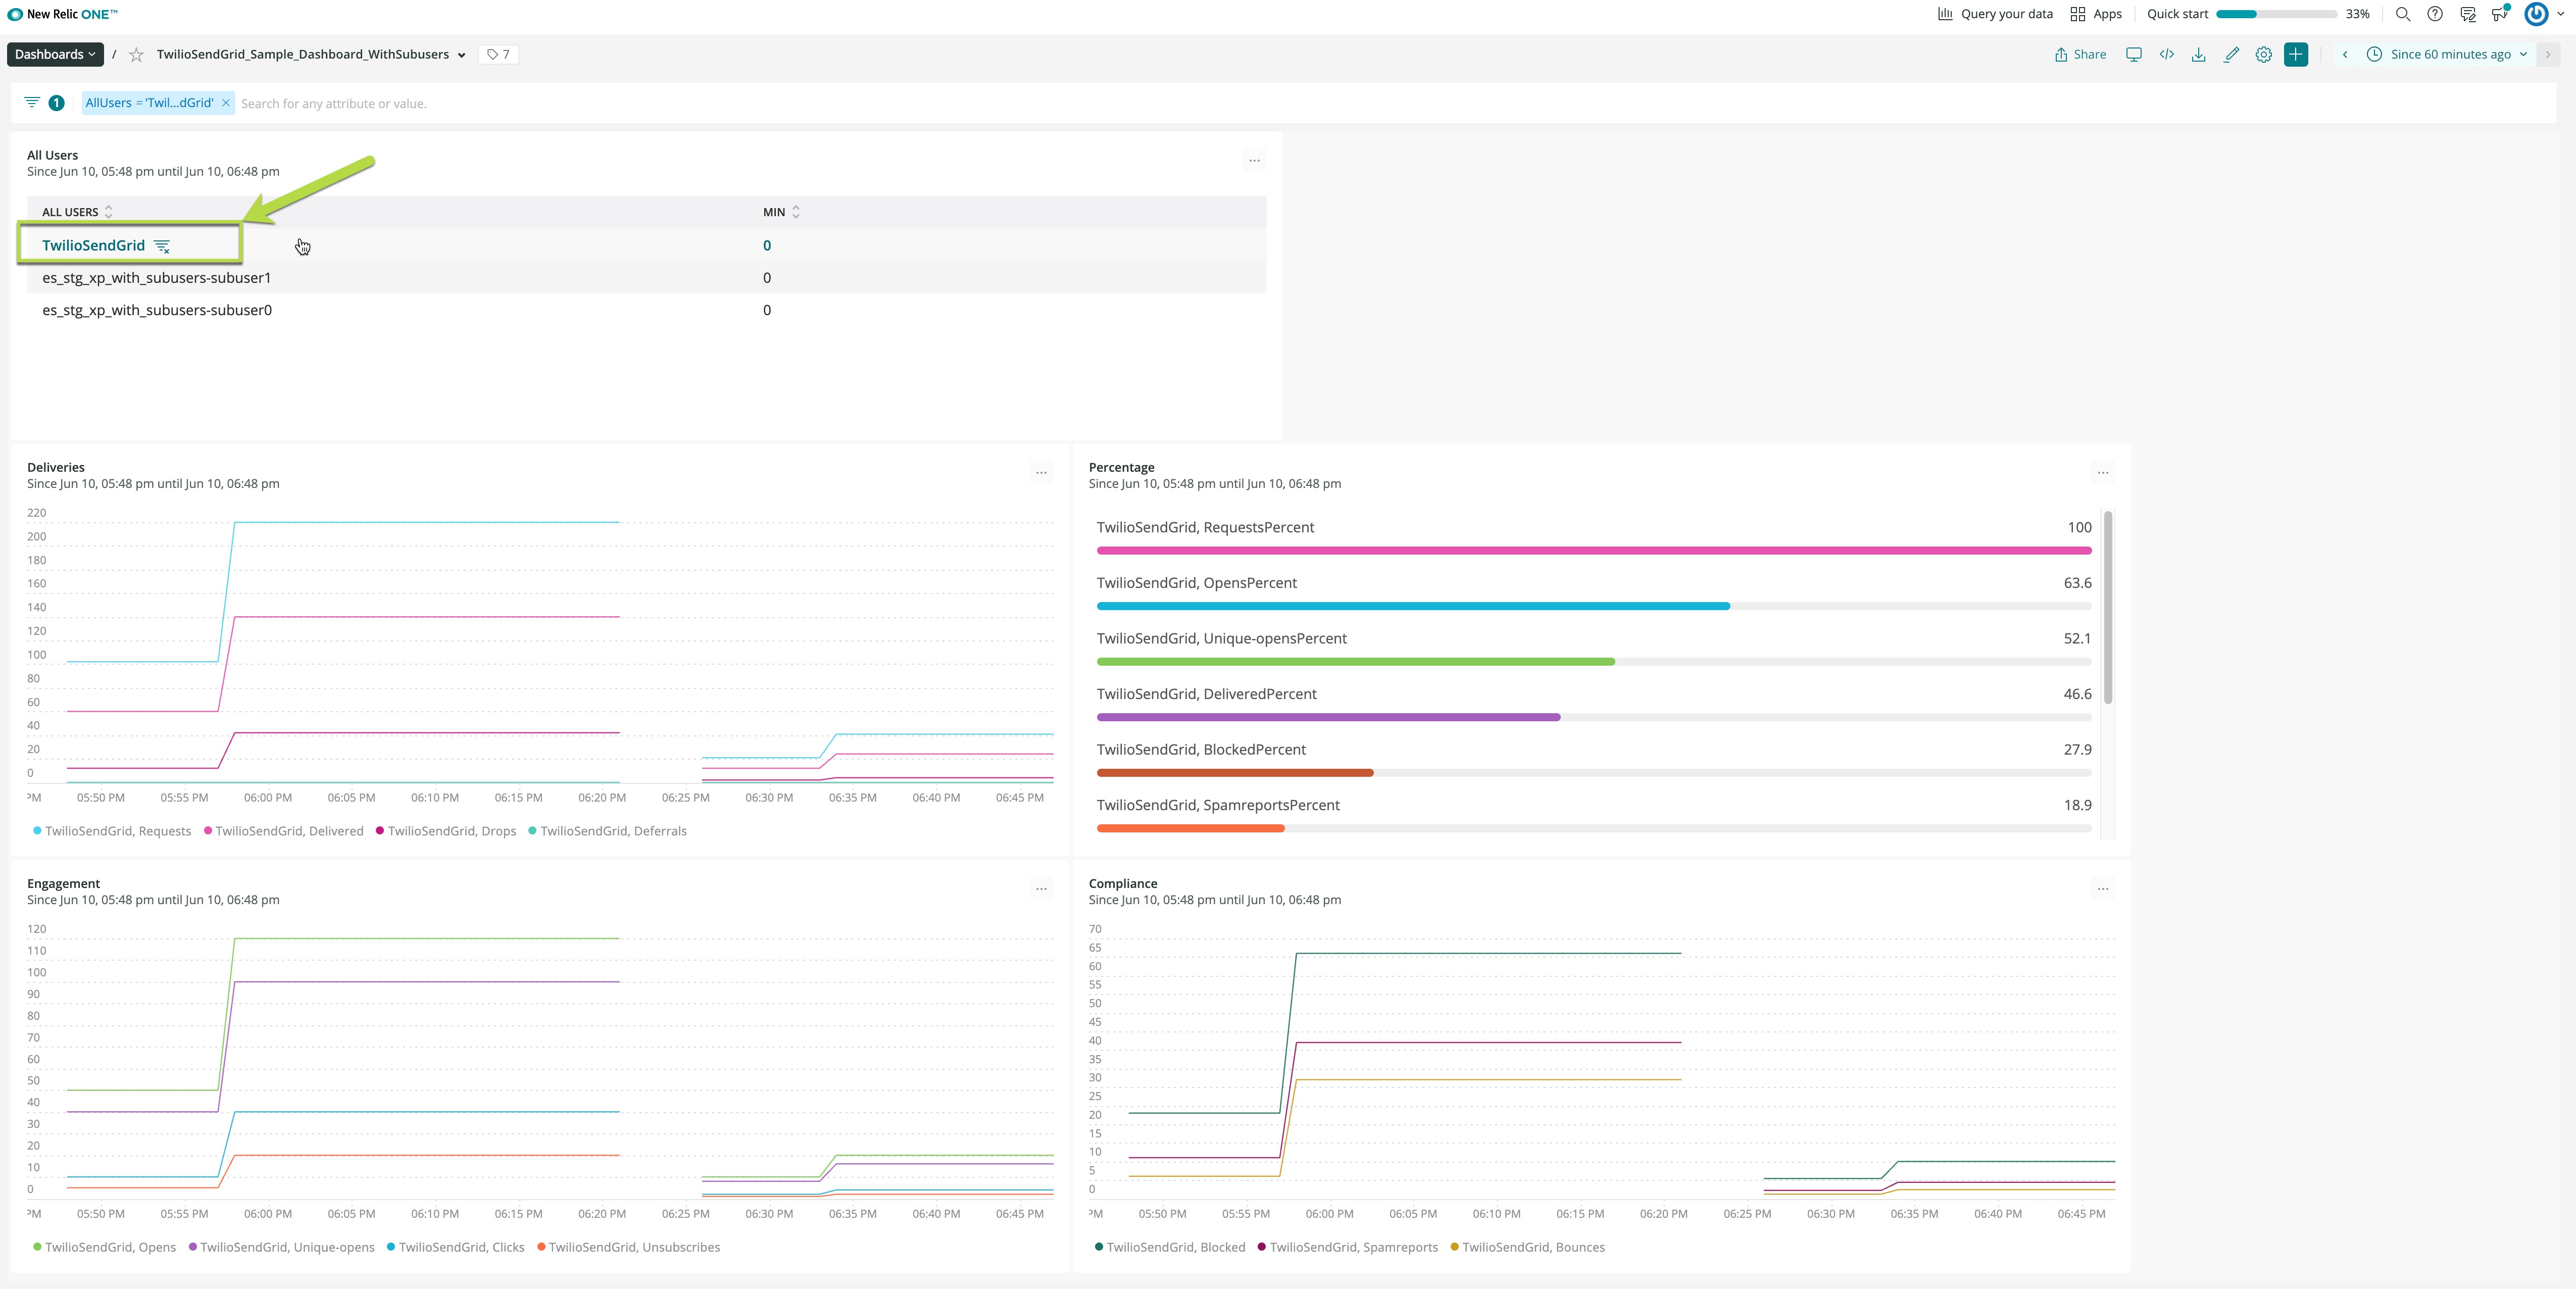 New Relic ONE™
Query your data
Apps
Quick start
33%
Dashboards
/
TwilioSendGrid_Sample_Dashboard_WithSubusers
7
Share
Since 60 minutes ago
1
AllUsers = 'Twil...dGrid' ×
Search for any attribute or value.
All Users
Since Jun 10, 05:48 pm until Jun 10, 06:48 pm
...
ALL USERS
MIN
TwilioSendGrid
0
es_stg_xp_with_subusers-subuser1
0
es_stg_xp_with_subusers-subuser0
0
Deliveries
Since Jun 10, 05:48 pm until Jun 10, 06:48 pm
...
220
200
180
160
140
120
100
80
60
40
20
0
PM 05:50 PM 05:55 PM 06:00 PM 06:05 PM 06:10 PM 06:15 PM 06:20 PM 06:25 PM 06:30 PM 06:35 PM 06:40 PM 06:45 PM
TwilioSendGrid, Requests TwilioSendGrid, Delivered TwilioSendGrid, Drops TwilioSendGrid, Deferrals
Percentage
Since Jun 10, 05:48 pm until Jun 10, 06:48 pm
...
TwilioSendGrid, RequestsPercent 100
TwilioSendGrid, OpensPercent 63.6
TwilioSendGrid, Unique-opensPercent 52.1
TwilioSendGrid, DeliveredPercent 46.6
TwilioSendGrid, BlockedPercent 27.9
TwilioSendGrid, SpamreportsPercent 18.9
Engagement
Since Jun 10, 05:48 pm until Jun 10, 06:48 pm
...
120
110
100
90
80
70
60
50
40
30
20
10
0
PM 05:50 PM 05:55 PM 06:00 PM 06:05 PM 06:10 PM 06:15 PM 06:20 PM 06:25 PM 06:30 PM 06:35 PM 06:40 PM 06:45 PM
TwilioSendGrid, Opens TwilioSendGrid, Unique-opens TwilioSendGrid, Clicks TwilioSendGrid, Unsubscribes
Compliance
Since Jun 10, 05:48 pm until Jun 10, 06:48 pm
...
70
65
60
55
50
45
40
35
30
25
20
15
10
5
0
PM 05:50 PM 05:55 PM 06:00 PM 06:05 PM 06:10 PM 06:15 PM 06:20 PM 06:25 PM 06:30 PM 06:35 PM 06:40 PM 06:45 PM
TwilioSendGrid, Blocked TwilioSendGrid, Spamreports TwilioSendGrid, Bounces